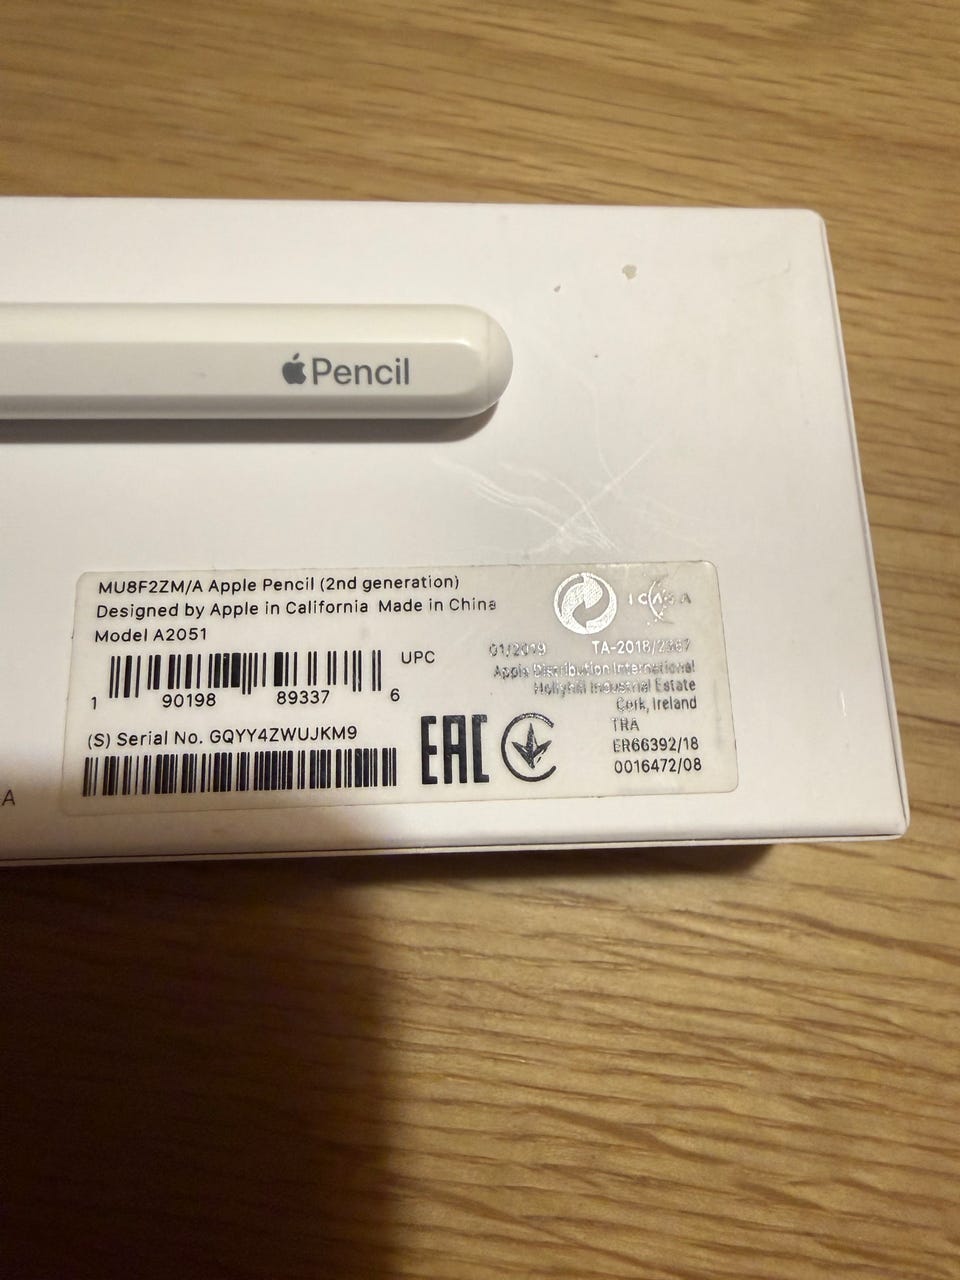 Pencil
MU8F2ZM/A Apple Pencil (2nd generation)
Designed by Apple in California Made in China
Model A2051
UPC
1 90198 89337 6
(S) Serial No. GQYY4ZWUJKM9
EAC
ICASA
01/2019 TA-2018/2367
Apple Distribution International
Hollyhill Industrial Estate
Cork, Ireland
TRA
ER66392/18
0016472/08
A